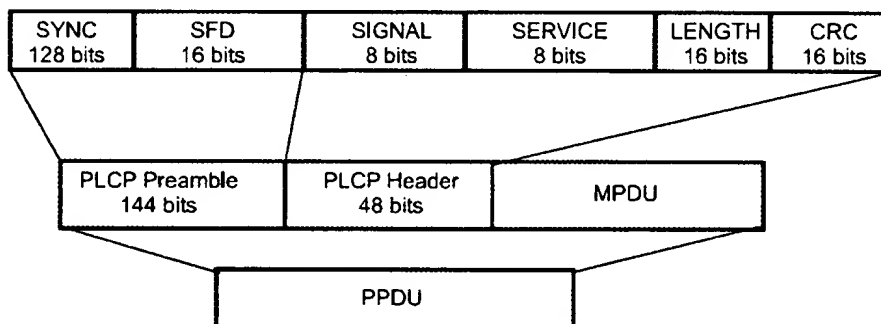 SYNC
128 bits
SFD
16 bits
SIGNAL
8 bits
SERVICE
8 bits
LENGTH
16 bits
CRC
16 bits
PLCP Preamble
144 bits
PLCP Header
48 bits
MPDU
PPDU